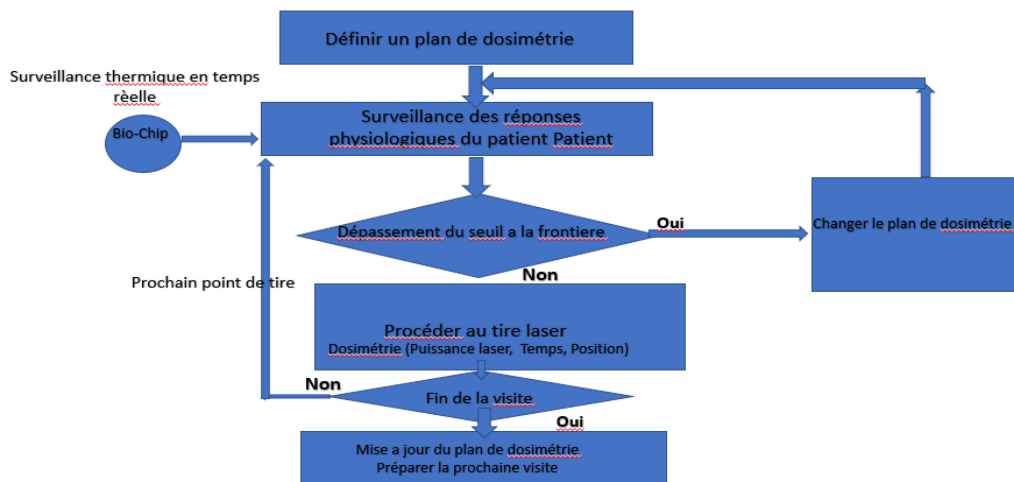 Définir un plan de dosimétrie
Surveillance thermique en temps
rèelle
Bio-Chip
Surveillance des réponses
physiologiques du patient Patient
Dépassement du seuil a la frontiere
Oui
Changer le plan de dosimétrie
Non
Prochain point de tire
Procéder au tire laser
Dosimétrie (Puissance laser, Temps, Position)
Non
Fin de la visite
Oui
Mise a jour du plan de dosimétrie
Préparer la prochaine visite